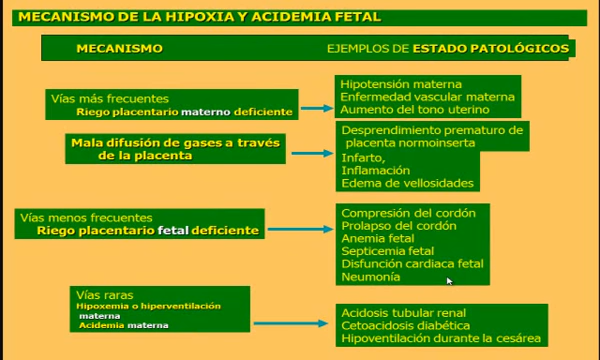 MECANISMO DE LA HIPOXIA Y ACIDEMIA FETAL
MECANISMO
EJEMPLOS DE ESTADO PATOLÓGICOS
Vías más frecuentes
Riego placentario materno deficiente
Hipotensión materna
Enfermedad vascular materna
Aumento del tono uterino
Mala difusión de gases a través
de la placenta
Desprendimiento prematuro de
placenta normoinserta
Infarto,
Inflamación
Edema de vellosidades
Vías menos frecuentes
Riego placentario fetal deficiente
Compresión del cordón
Prolapso del cordón
Anemia fetal
Septicemia fetal
Disfunción cardiaca fetal
Neumonía
Vías raras
Hipoxemia o hiperventilación
materna
Acidemia materna
Acidosis tubular renal
Cetoacidosis diabética
Hipoventilación durante la cesárea